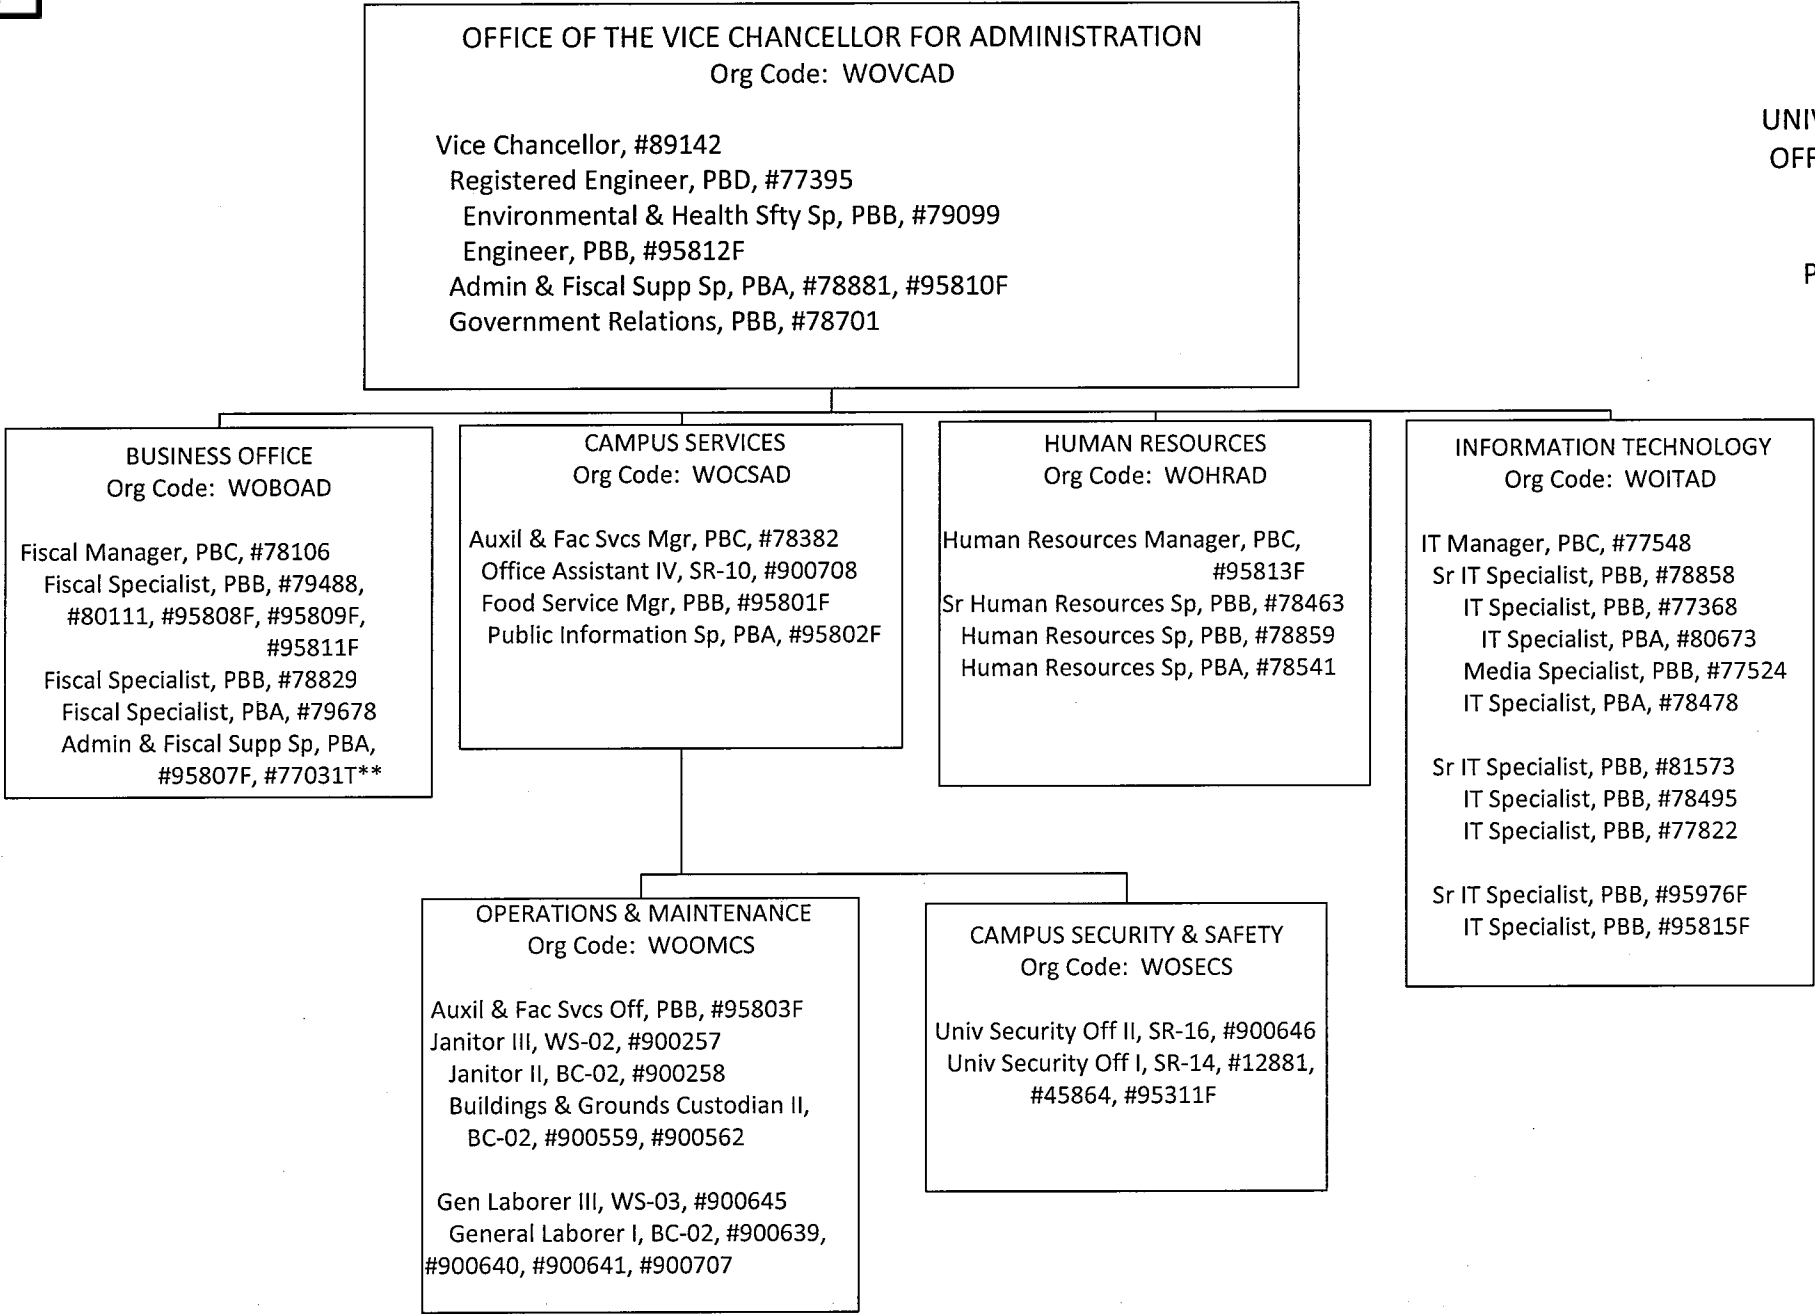 OFFICE OF THE VICE CHANCELLOR FOR ADMINISTRATION
Org Code: WOVCAD
Vice Chancellor, #89142
Registered Engineer, PBD, #77395
Environmental & Health Sfty Sp, PBB, #79099
Engineer, PBB, #95812F
Admin & Fiscal Supp Sp, PBA, #78881, #95810F
Government Relations, PBB, #78701
UNIV
OFF
P
BUSINESS OFFICE
Org Code: WOBOAD
Fiscal Manager, PBC, #78106
Fiscal Specialist, PBB, #79488,
#80111, #95808F, #95809F,
#95811F
Fiscal Specialist, PBB, #78829
Fiscal Specialist, PBA, #79678
Admin & Fiscal Supp Sp, PBA,
#95807F, #77031T**
CAMPUS SERVICES
Org Code: WOCSAD
Auxil & Fac Svcs Mgr, PBC, #78382
Office Assistant IV, SR-10, #900708
Food Service Mgr, PBB, #95801F
Public Information Sp, PBA, #95802F
HUMAN RESOURCES
Org Code: WOHRAD
Human Resources Manager, PBC,
#95813F
Sr Human Resources Sp, PBB, #78463
Human Resources Sp, PBB, #78859
Human Resources Sp, PBA, #78541
INFORMATION TECHNOLOGY
Org Code: WOITAD
IT Manager, PBC, #77548
Sr IT Specialist, PBB, #78858
IT Specialist, PBB, #77368
IT Specialist, PBA, #80673
Media Specialist, PBB, #77524
IT Specialist, PBA, #78478
Sr IT Specialist, PBB, #81573
IT Specialist, PBB, #78495
IT Specialist, PBB, #77822
Sr IT Specialist, PBB, #95976F
IT Specialist, PBB, #95815F
OPERATIONS & MAINTENANCE
Org Code: WOOMCS
Auxil & Fac Svcs Off, PBB, #95803F
Janitor III, WS-02, #900257
Janitor II, BC-02, #900258
Buildings & Grounds Custodian II,
BC-02, #900559, #900562
Gen Laborer III, WS-03, #900645
General Laborer I, BC-02, #900639,
#900640, #900641, #900707
CAMPUS SECURITY & SAFETY
Org Code: WOSECS
Univ Security Off II, SR-16, #900646
Univ Security Off I, SR-14, #12881,
#45864, #95311F